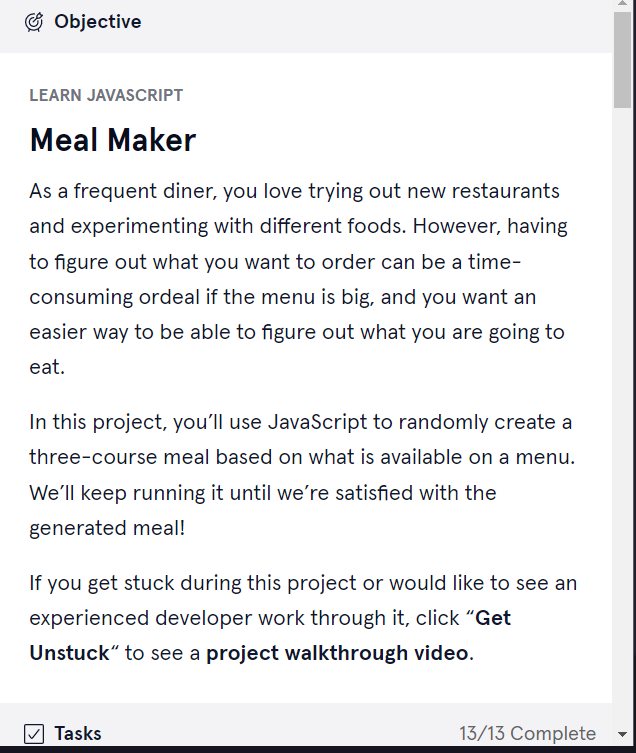 Objective
LEARN JAVASCRIPT
Meal Maker
As a frequent diner, you love trying out new restaurants
and experimenting with different foods. However, having
to figure out what you want to order can be a time-
consuming ordeal if the menu is big, and you want an
easier way to be able to figure out what you are going to
eat.
In this project, you’ll use JavaScript to randomly create a
three-course meal based on what is available on a menu.
We’ll keep running it until we’re satisfied with the
generated meal!
If you get stuck during this project or would like to see an
experienced developer work through it, click “Get
Unstuck“ to see a project walkthrough video.
Tasks 13/13 Complete